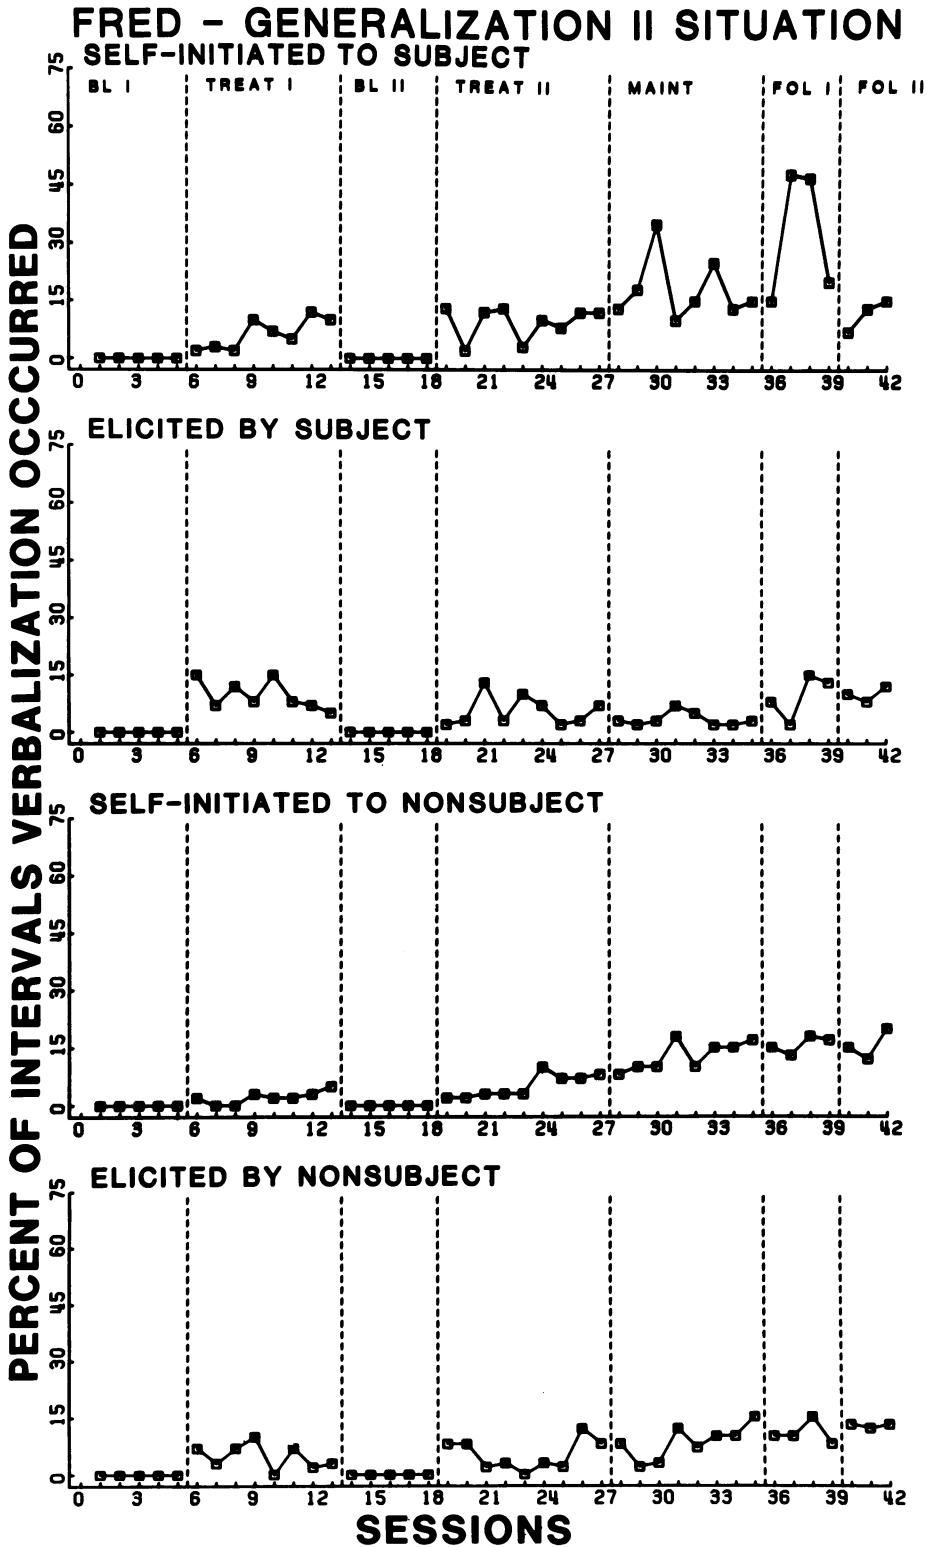 FRED - GENERALIZATION II SITUATION
SELF-INITIATED TO SUBJECT
BL I TREAT I BL II TREAT II MAINT FOL I FOL II
75
60
45
30
15
0
0 3 6 9 12 15 18 21 24 27 30 33 36 39 42
ELICITED BY SUBJECT
75
60
45
30
15
0
0 3 6 9 12 15 18 21 24 27 30 33 36 39 42
SELF-INITIATED TO NONSUBJECT
75
60
45
30
15
0
0 3 6 9 12 15 18 21 24 27 30 33 36 39 42
ELICITED BY NONSUBJECT
75
60
45
30
15
0
0 3 6 9 12 15 18 21 24 27 30 33 36 39 42
SESSIONS
PERCENT OF INTERVALS VERBALIZATION OCCCURRED